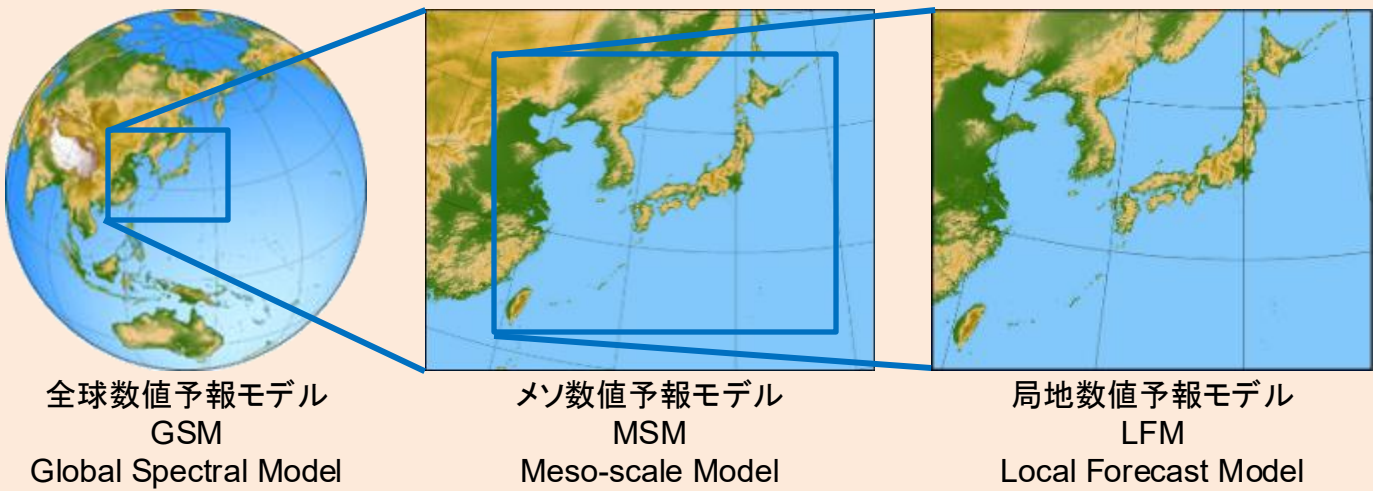 全球数値予報モデル
GSM
Global Spectral Model
メソ数値予報モデル
MSM
Meso-scale Model
局地数値予報モデル
LFM
Local Forecast Model